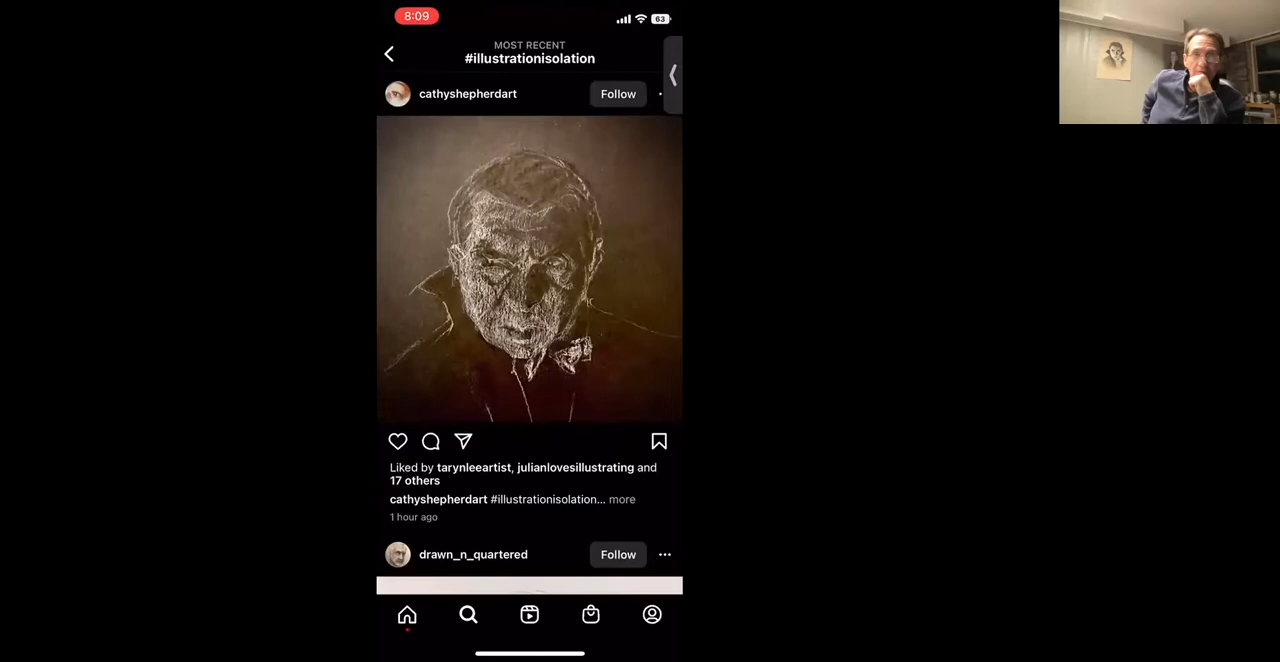 8:09
63
MOST RECENT
#illustrationisolation
cathyshepherdart
Follow
Liked by tarynleeartist, julianlovesillustrating and
17 others
cathyshepherdart #illustrationisolation... more
1 hour ago
drawn_n_quartered
Follow